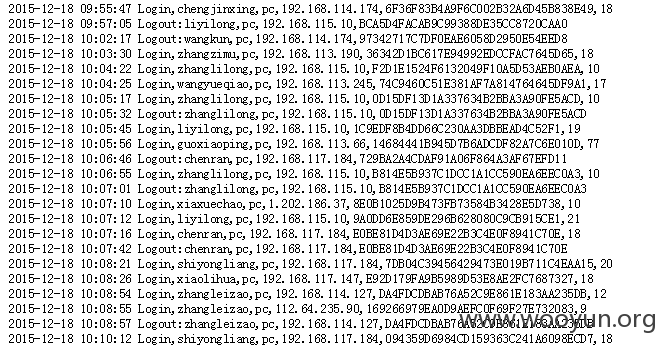 2015-12-18 09:55:47 Login,chengjinxing,pc,192.168.114.174,6F36F83B4A9F6C002B32A6D45B838E49,18
2015-12-18 09:57:05 Logout:liyilong,pc,192.168.115.10,BCA5D4FACAB9C99388DE35CC8720CAA0
2015-12-18 10:02:17 Logout:wangkun,pc,192.168.114.174,97342717C7DF0EAE6058D2950E54EED8
2015-12-18 10:03:30 Login,zhangzimu,pc,192.168.113.190,36342D1BC617E94992EDCCFAC7645D65,18
2015-12-18 10:04:22 Login,zhanglilong,pc,192.168.115.10,F2D1E1524F6132049F10A5D53AEB0AEA,10
2015-12-18 10:04:25 Login,wangyueqiao,pc,192.168.113.245,74C9460C51E381AF7A814764645DF9A1,17
2015-12-18 10:05:17 Login,zhanglilong,pc,192.168.115.10,0D15DF13D1A337634B2BBA3A90FE5ACD,10
2015-12-18 10:05:32 Logout:zhanglilong,pc,192.168.115.10,0D15DF13D1A337634B2BBA3A90FE5ACD
2015-12-18 10:05:45 Login,liyilong,pc,192.168.115.10,1C9EDF8B4DD66C230AA3DBBEAD4C52F1,19
2015-12-18 10:05:56 Login,guoxiaoping,pc,192.168.113.66,14684441B945D7B6ADCDF82A7C6E010D,77
2015-12-18 10:06:46 Logout:chenran,pc,192.168.117.184,729BA2A4CDAF91A06F864A3AF67EFD11
2015-12-18 10:06:55 Login,zhanglilong,pc,192.168.115.10,B814E5B937C1DCC1A1CC590EA6EEC0A3,10
2015-12-18 10:07:01 Logout:zhanglilong,pc,192.168.115.10,B814E5B937C1DCC1A1CC590EA6EEC0A3
2015-12-18 10:07:10 Login,xiaxuechao,pc,1.202.186.37,8E0B1025D9B473FB73584B3428E5D738,10
2015-12-18 10:07:12 Login,liyilong,pc,192.168.115.10,9A0DD6E859DE296B628080C9CB915CE1,21
2015-12-18 10:07:16 Login,chenran,pc,192.168.117.184,E0BE81D4D3AE69E22B3C4E0F8941C70E,18
2015-12-18 10:07:42 Logout:chenran,pc,192.168.117.184,E0BE81D4D3AE69E22B3C4E0F8941C70E
2015-12-18 10:08:21 Login,shiyongliang,pc,192.168.117.184,7DB04C39456429473E019B711C4EAA15,20
2015-12-18 10:08:26 Login,xiaolihua,pc,192.168.117.147,E92D179FA9B5989D53E8AE2FC7687327,18
2015-12-18 10:08:54 Login,zhangleizao,pc,192.168.114.127,DA4FDCDBAB76A52C9E861E183AA235DB,12
2015-12-18 10:08:55 Login,zhangleizao,pc,112.64.235.90,169266979EA0D9AEFC0F69F27E732083,9
2015-12-18 10:08:57 Logout:zhangleizao,pc,192.168.114.127,DA4FDCDBAB76A52C9E861E183AA235DB
2015-12-18 10:10:12 Login,shiyongliang,pc,192.168.117.184,094359D6984CD159363C241A6098ECD7,18
www.wooyun.org